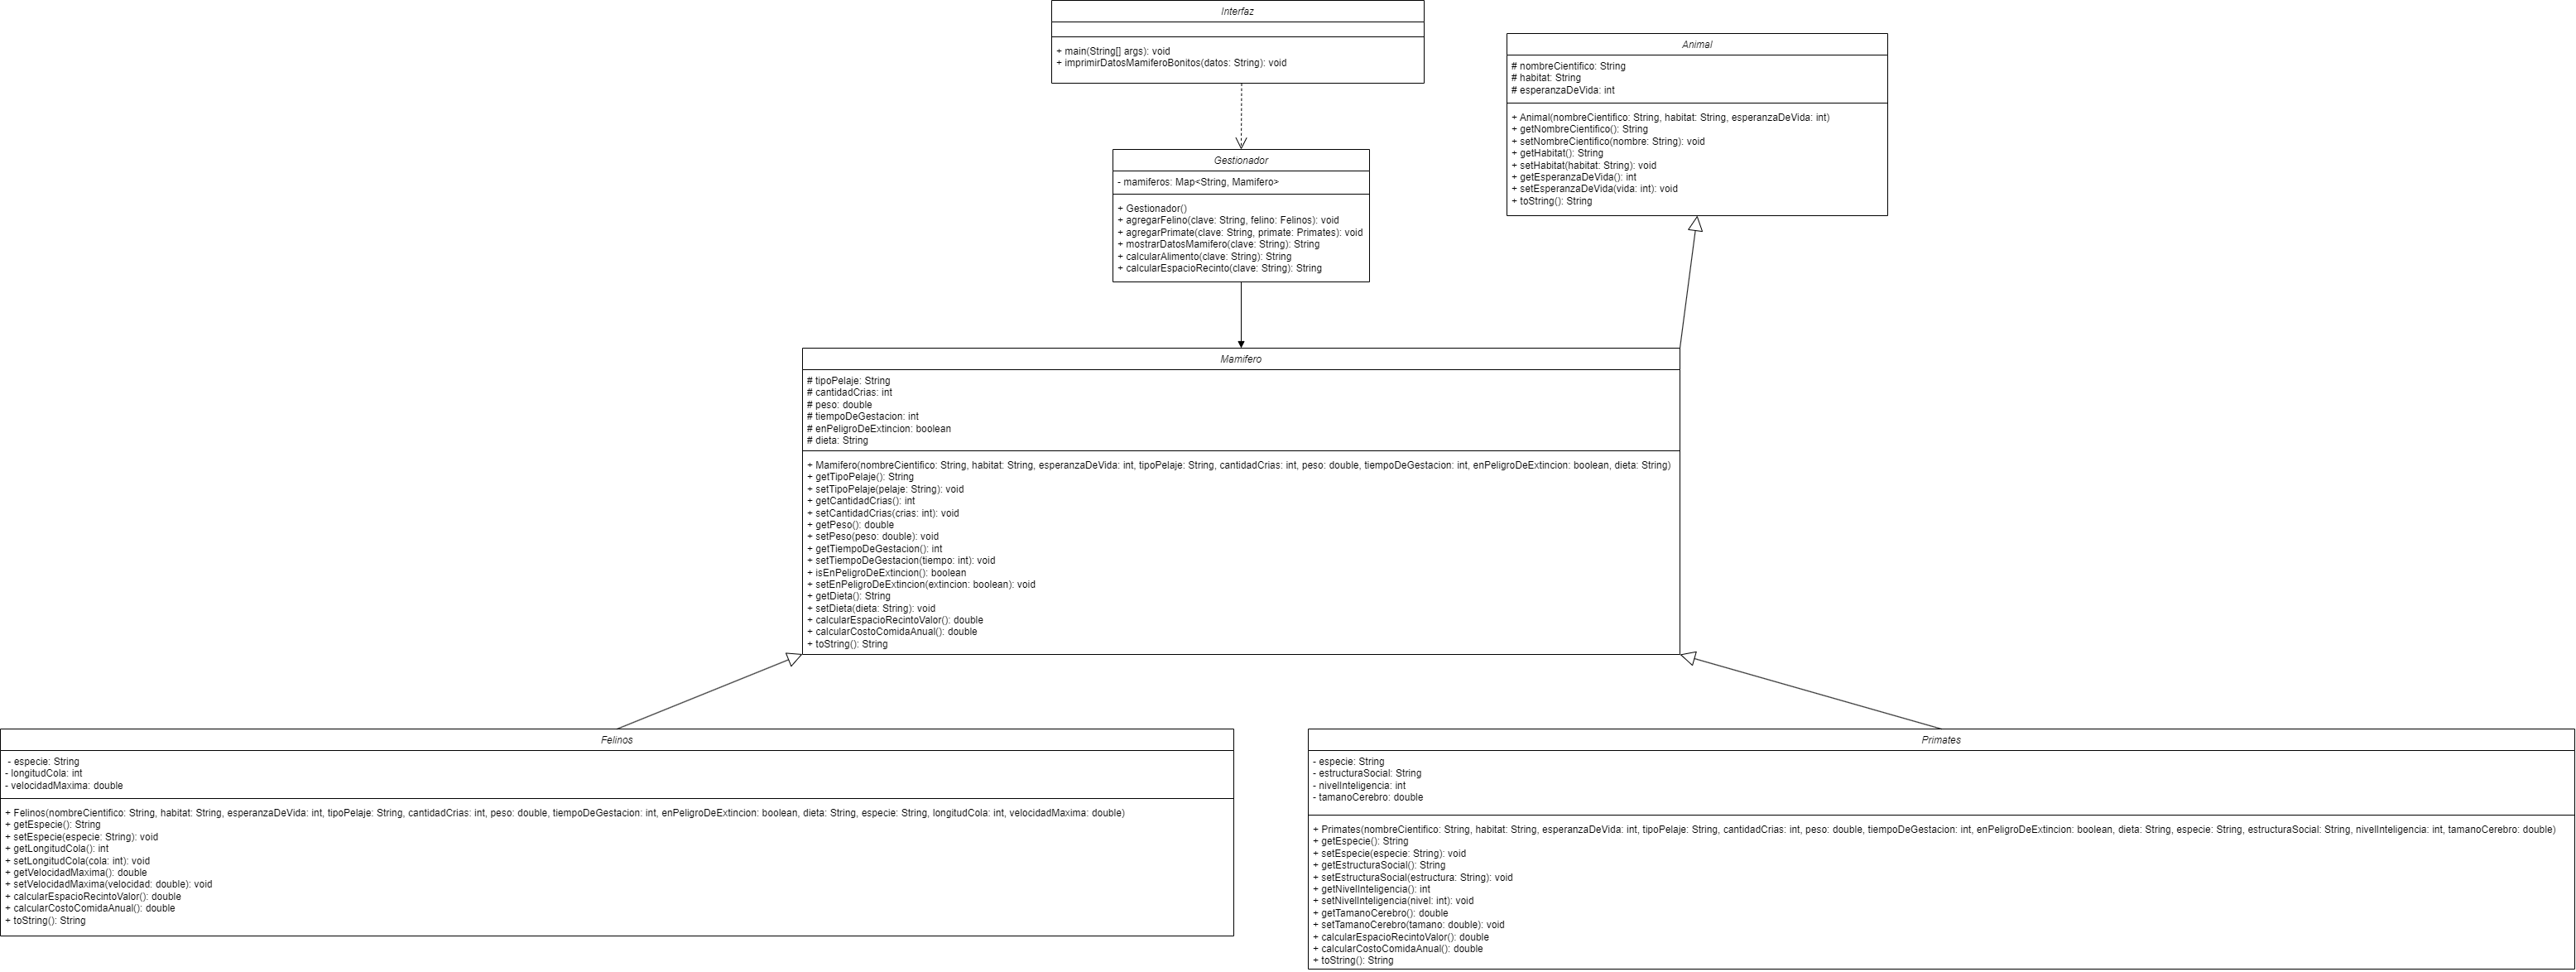 Interfaz
+ main(String[] args): void
+ imprimirDatosMamiferoBonitos(datos: String): void
Animal
# nombreCientifico: String
# habitat: String
# esperanzaDeVida: int
+ Animal(nombreCientifico: String, habitat: String, esperanzaDeVida: int)
+ getNombreCientifico(): String
+ setNombreCientifico(nombre: String): void
+ getHabitat(): String
+ setHabitat(habitat: String): void
+ getEsperanzaDeVida(): int
+ setEsperanzaDeVida(vida: int): void
+ toString(): String
Gestionador
- mamiferos: Map<String, Mamifero>
+ Gestionador()
+ agregarFelino(clave: String, felino: Felinos): void
+ agregarPrimate(clave: String, primate: Primates): void
+ mostrarDatosMamifero(clave: String): String
+ calcularAlimento(clave: String): String
+ calcularEspacioRecinto(clave: String): String
Mamifero
# tipoPelaje: String
# cantidadCrias: int
# peso: double
# tiempoDeGestacion: int
# enPeligroDeExtincion: boolean
# dieta: String
+ Mamifero(nombreCientifico: String, habitat: String, esperanzaDeVida: int, tipoPelaje: String, cantidadCrias: int, peso: double, tiempoDeGestacion: int, enPeligroDeExtincion: boolean, dieta: String)
+ getTipoPelaje(): String
+ setTipoPelaje(pelaje: String): void
+ getCantidadCrias(): int
+ setCantidadCrias(crias: int): void
+ getPeso(): double
+ setPeso(peso: double): void
+ getTiempoDeGestacion(): int
+ setTiempoDeGestacion(tiempo: int): void
+ isEnPeligroDeExtincion(): boolean
+ setEnPeligroDeExtincion(extincion: boolean): void
+ getDieta(): String
+ setDieta(dieta: String): void
+ calcularEspacioRecintoValor(): double
+ calcularCostoComidaAnual(): double
+ toString(): String
Felinos
- especie: String
- longitudCola: int
- velocidadMaxima: double
+ Felinos(nombreCientifico: String, habitat: String, esperanzaDeVida: int, tipoPelaje: String, cantidadCrias: int, peso: double, tiempoDeGestacion: int, enPeligroDeExtincion: boolean, dieta: String, especie: String, longitudCola: int, velocidadMaxima: double)
+ getEspecie(): String
+ setEspecie(especie: String): void
+ getLongitudCola(): int
+ setLongitudCola(cola: int): void
+ getVelocidadMaxima(): double
+ setVelocidadMaxima(velocidad: double): void
+ calcularEspacioRecintoValor(): double
+ calcularCostoComidaAnual(): double
+ toString(): String
Primates
- especie: String
- estructuraSocial: String
- nivelInteligencia: int
- tamanoCerebro: double
+ Primates(nombreCientifico: String, habitat: String, esperanzaDeVida: int, tipoPelaje: String, cantidadCrias: int, peso: double, tiempoDeGestacion: int, enPeligroDeExtincion: boolean, dieta: String, especie: String, estructuraSocial: String, nivelInteligencia: int, tamanoCerebro: double)
+ getEspecie(): String
+ setEspecie(especie: String): void
+ getEstructuraSocial(): String
+ setEstructuraSocial(estructura: String): void
+ getNivelInteligencia(): int
+ setNivelInteligencia(nivel: int): void
+ getTamanoCerebro(): double
+ setTamanoCerebro(tamano: double): void
+ calcularEspacioRecintoValor(): double
+ calcularCostoComidaAnual(): double
+ toString(): String